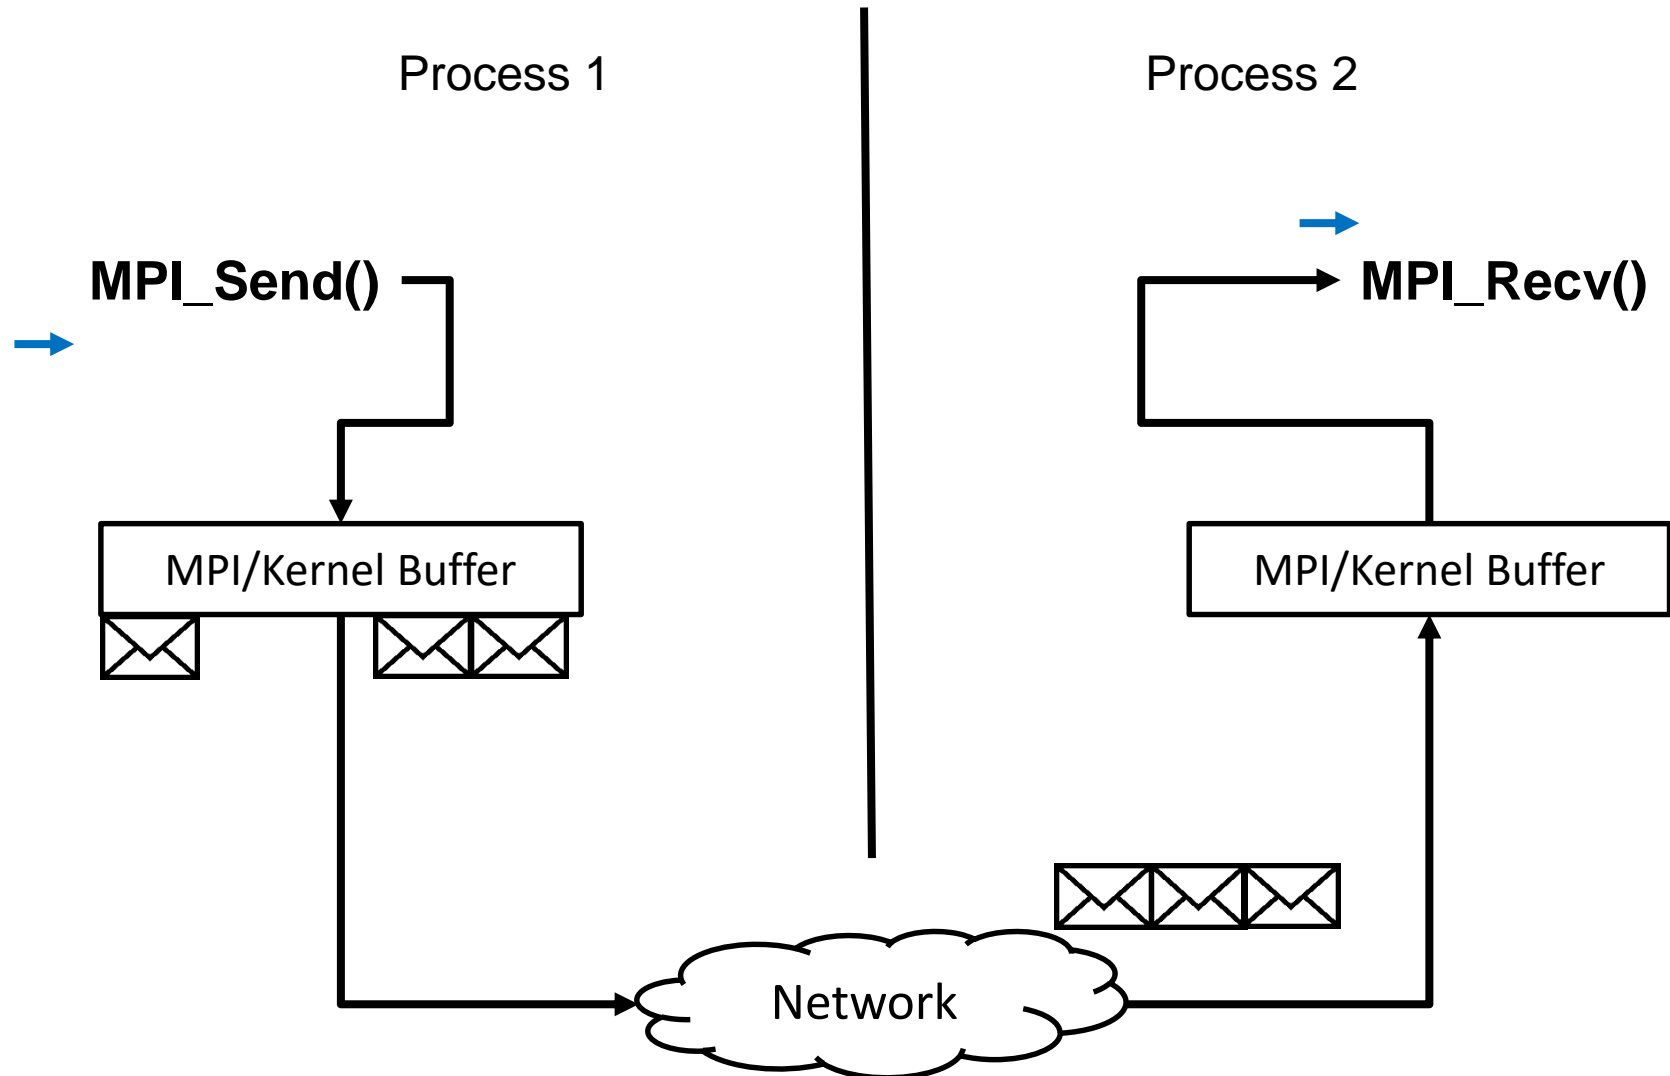 Process 1
Process 2
MPI_Send()
MPI_Recv()
MPI/Kernel Buffer
MPI/Kernel Buffer
Network